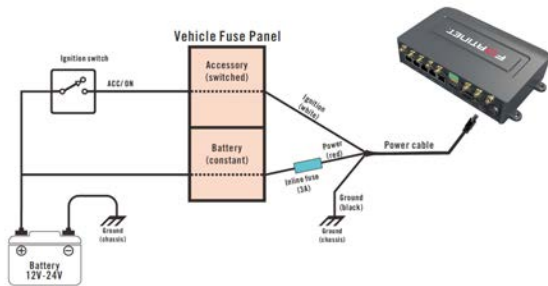 Vehicle Fuse Panel
Ignition switch
ACC/ON
Accessory
(switched)
FORTINET
Ignition
(white)
Battery
(constant)
Power
(red)
Power cable
Inline fuse
(3A)
Ground
(black)
Ground
(chassis)
Ground
(chassis)
Battery
12V-24V